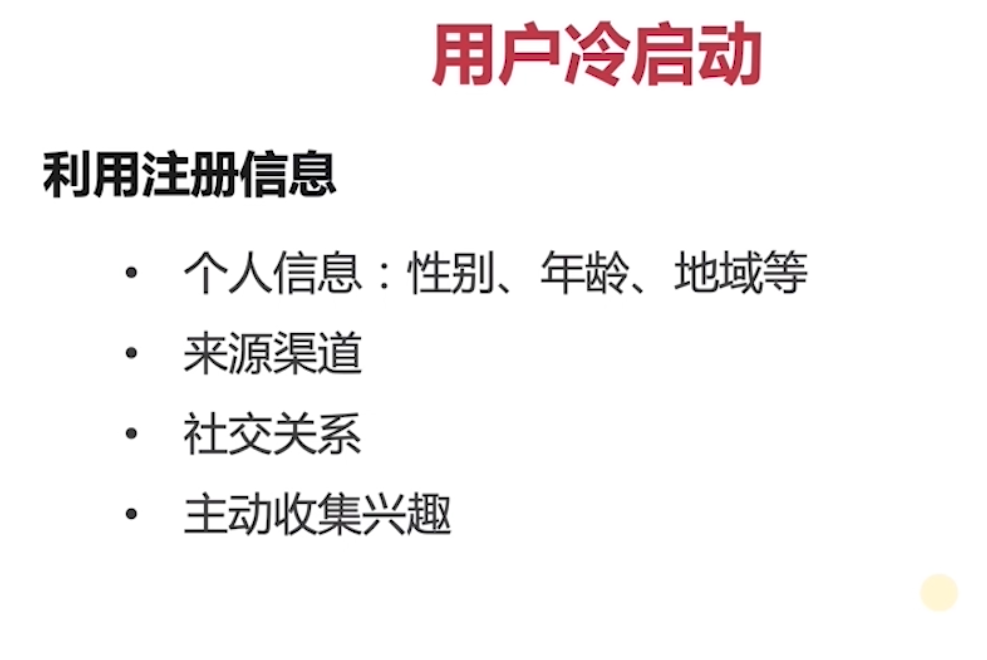 用户冷启动
利用注册信息
• 个人信息：性别、年龄、地域等
• 来源渠道
• 社交关系
• 主动收集兴趣